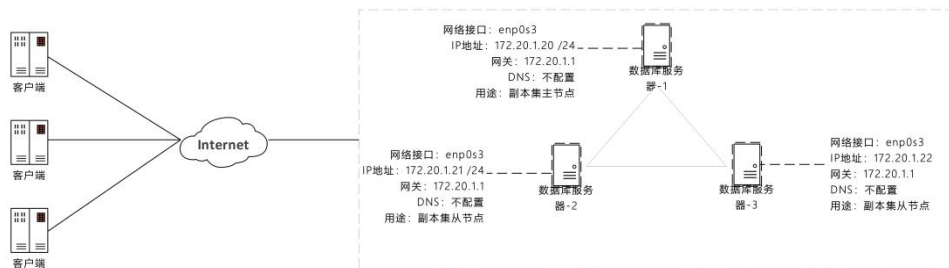 客户端
客户端
客户端
Internet
网络接口：enp0s3
IP地址：172.20.1.20 /24
网关：172.20.1.1
DNS：不配置
用途：副本集主节点
数据库服务
器-1
网络接口：enp0s3
IP地址：172.20.1.21 /24
网关：172.20.1.1
DNS：不配置
用途：副本集从节点
数据库服务
器-2
数据库服务
器-3
网络接口：enp0s3
IP地址：172.20.1.22
网关：172.20.1.1
DNS：不配置
用途：副本集从节点